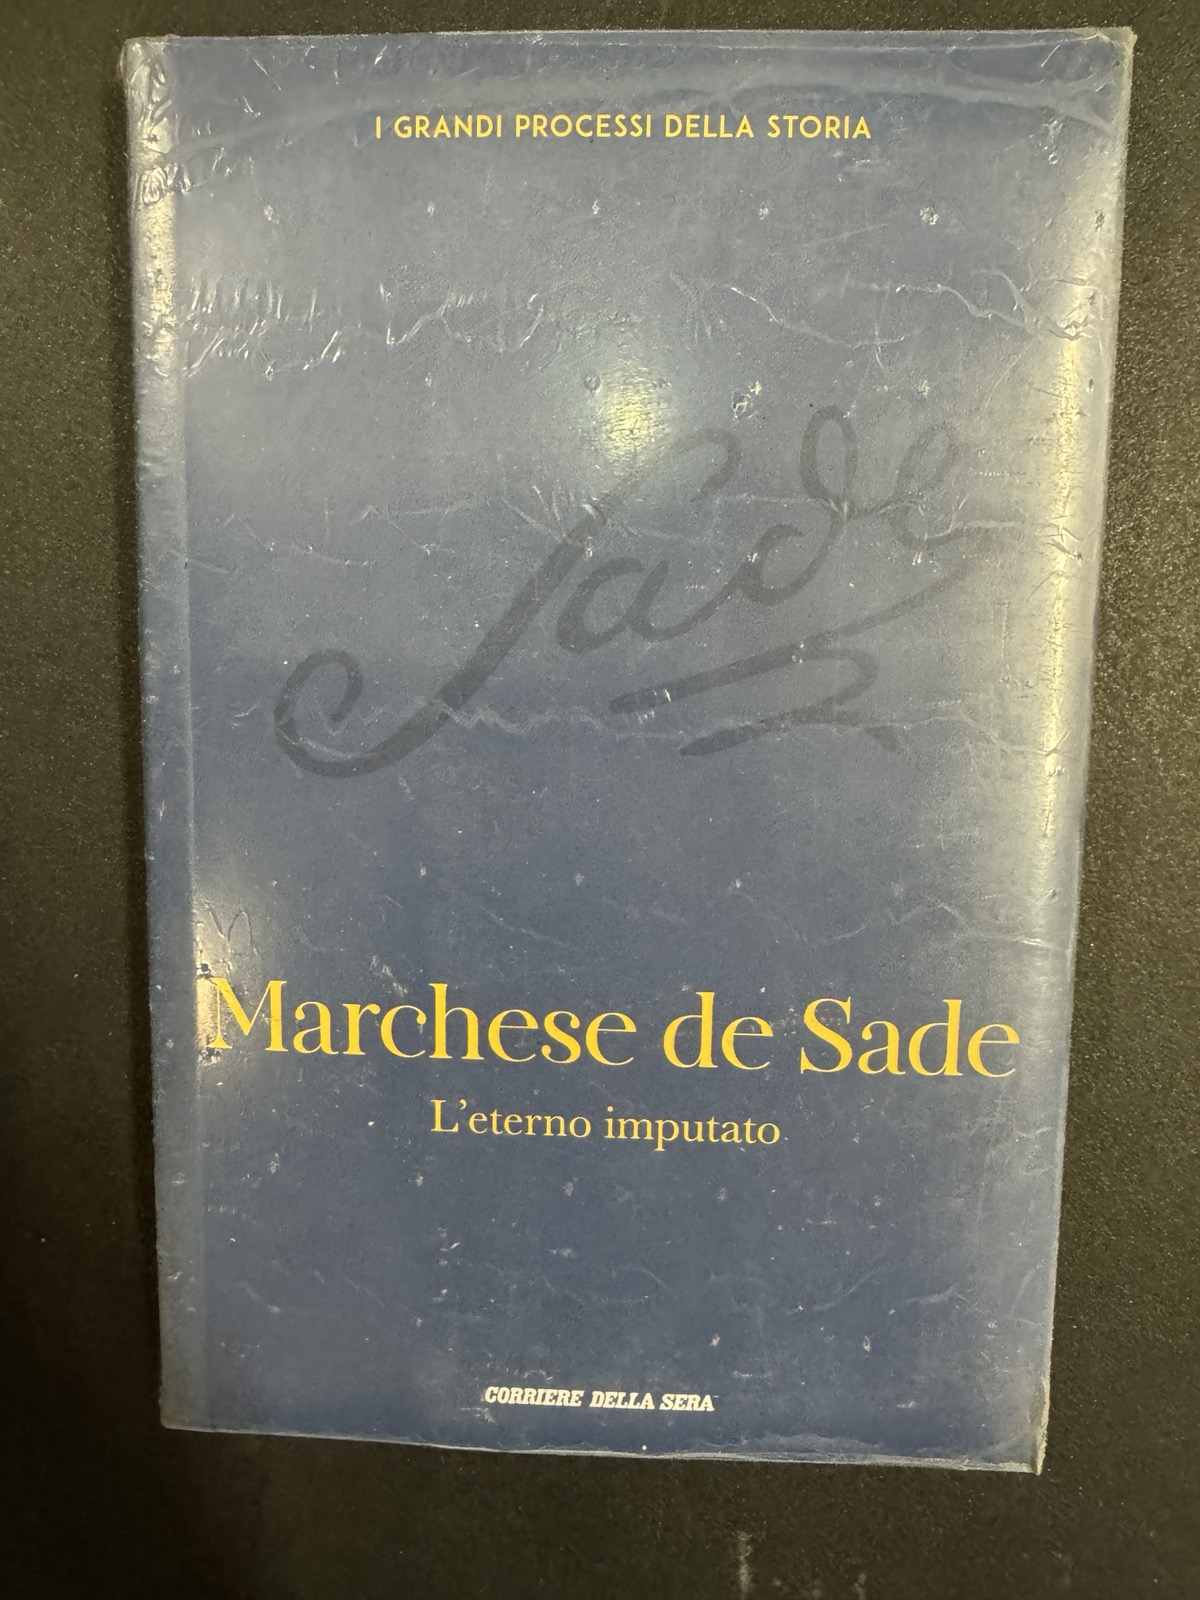 I GRANDI PROCESSI DELLA STORIA
Sade
Marchese de Sade
L'eterno imputato
CORRIERE DELLA SERA